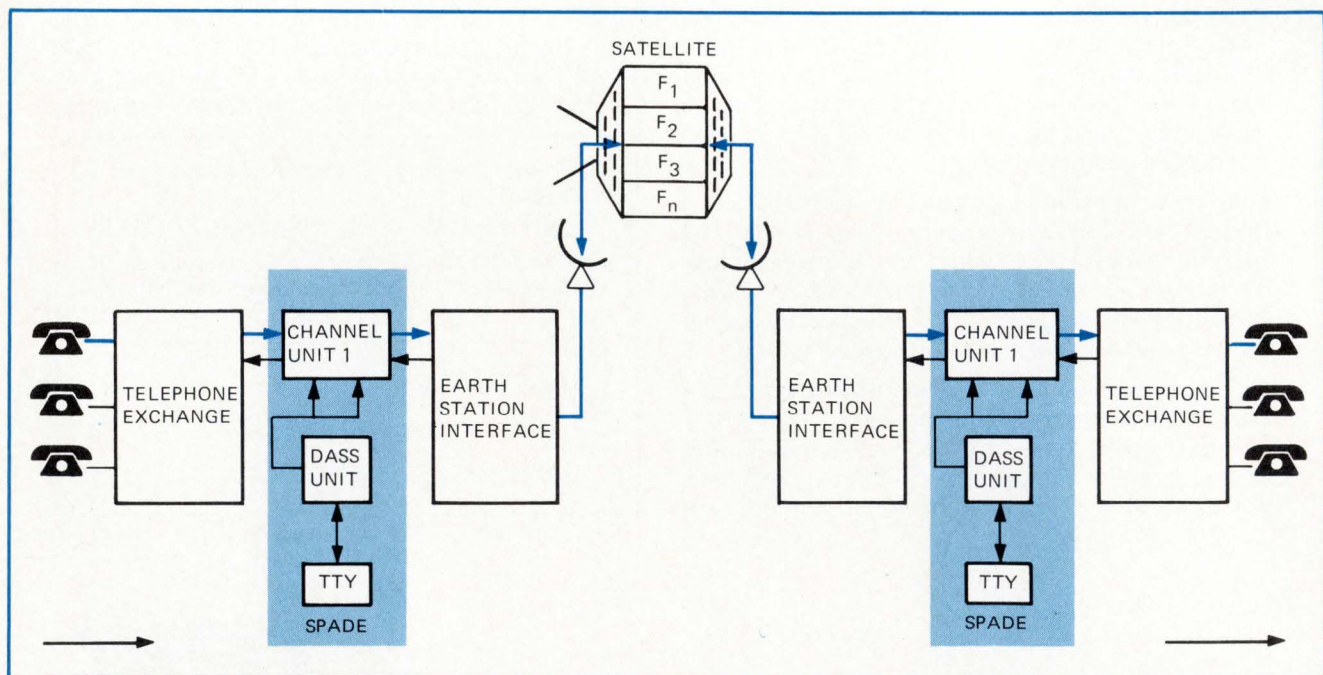 SATELLITE
F1
F2
F3
Fn
TELEPHONE
EXCHANGE
CHANNEL
UNIT 1
DASS
UNIT
TTY
SPADE
EARTH
STATION
INTERFACE
EARTH
STATION
INTERFACE
CHANNEL
UNIT 1
DASS
UNIT
TTY
SPADE
TELEPHONE
EXCHANGE